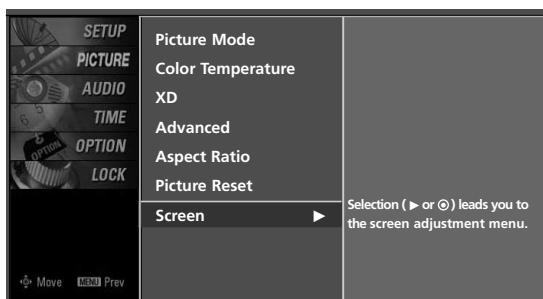 SETUP
PICTURE
AUDIO
TIME
OPTION
LOCK
Picture Mode
Color Temperature
XD
Advanced
Aspect Ratio
Picture Reset
Screen ►
Selection ( ► or ⊙) leads you to
the screen adjustment menu.
Move MENU Prev